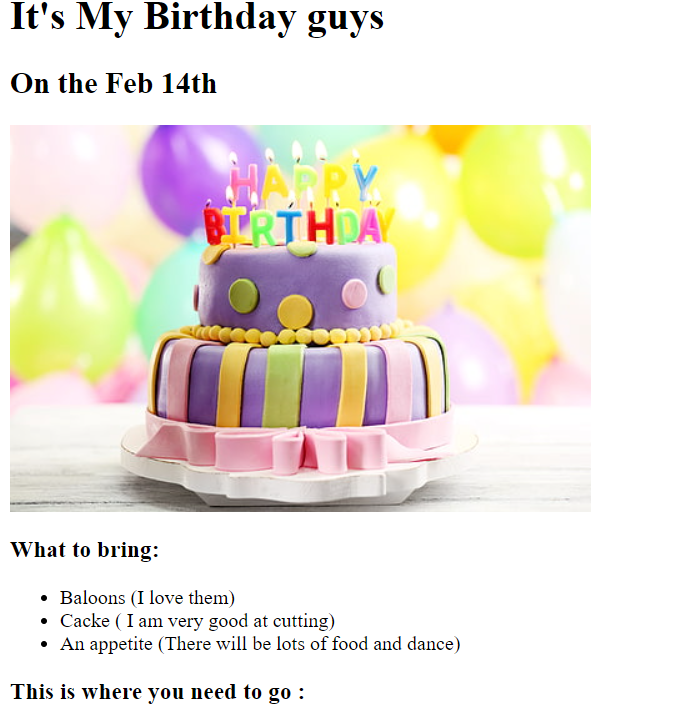 It's My Birthday guys
On the Feb 14th
HAPPY
BIRTHDAY
What to bring:
Baloons (I love them)
Cacke ( I am very good at cutting)
An appetite (There will be lots of food and dance)
This is where you need to go :